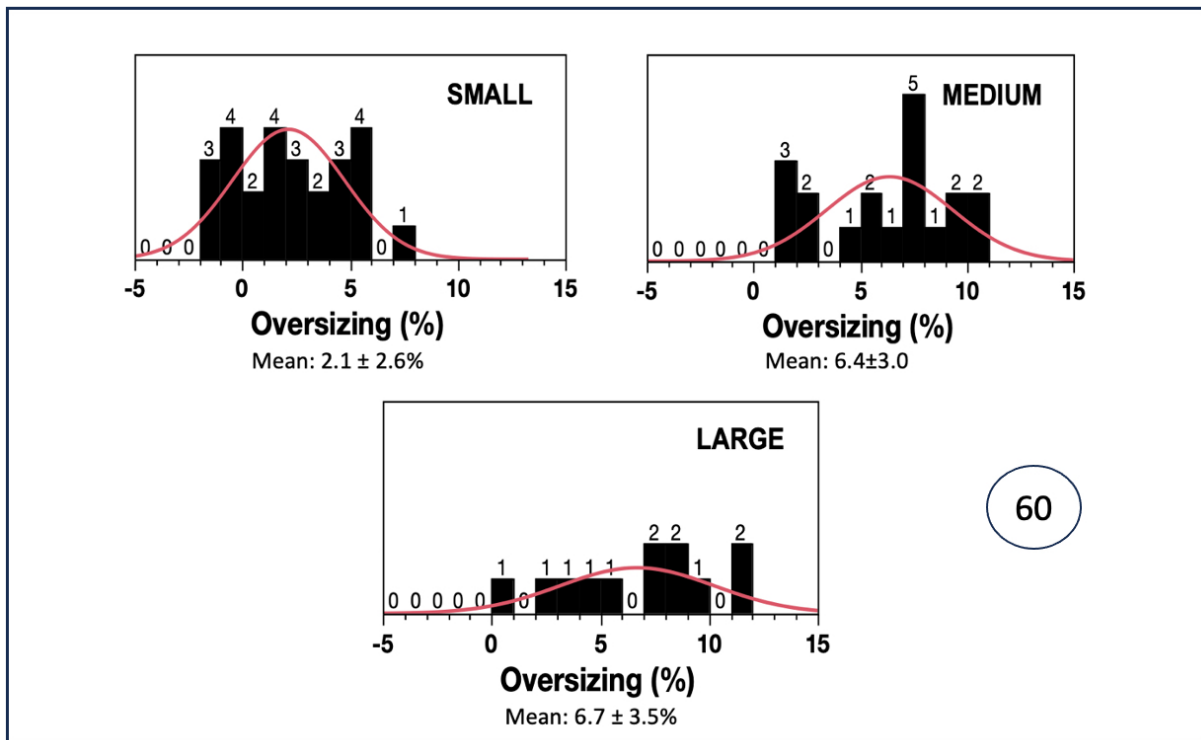 SMALL
4 4 4
3 3 3
2 2
1
0 0 0 0
-5 0 5 10 15
Oversizing (%)
Mean: 2.1 ± 2.6%
MEDIUM
5
3
2 2 2 2
1 1 1
0 0 0 0 0 0 0
-5 0 5 10 15
Oversizing (%)
Mean: 6.4±3.0
LARGE
2 2 2
1 1 1 1 1 1
0 0 0 0 0 0 0 0
-5 0 5 10 15
Oversizing (%)
Mean: 6.7 ± 3.5%
60